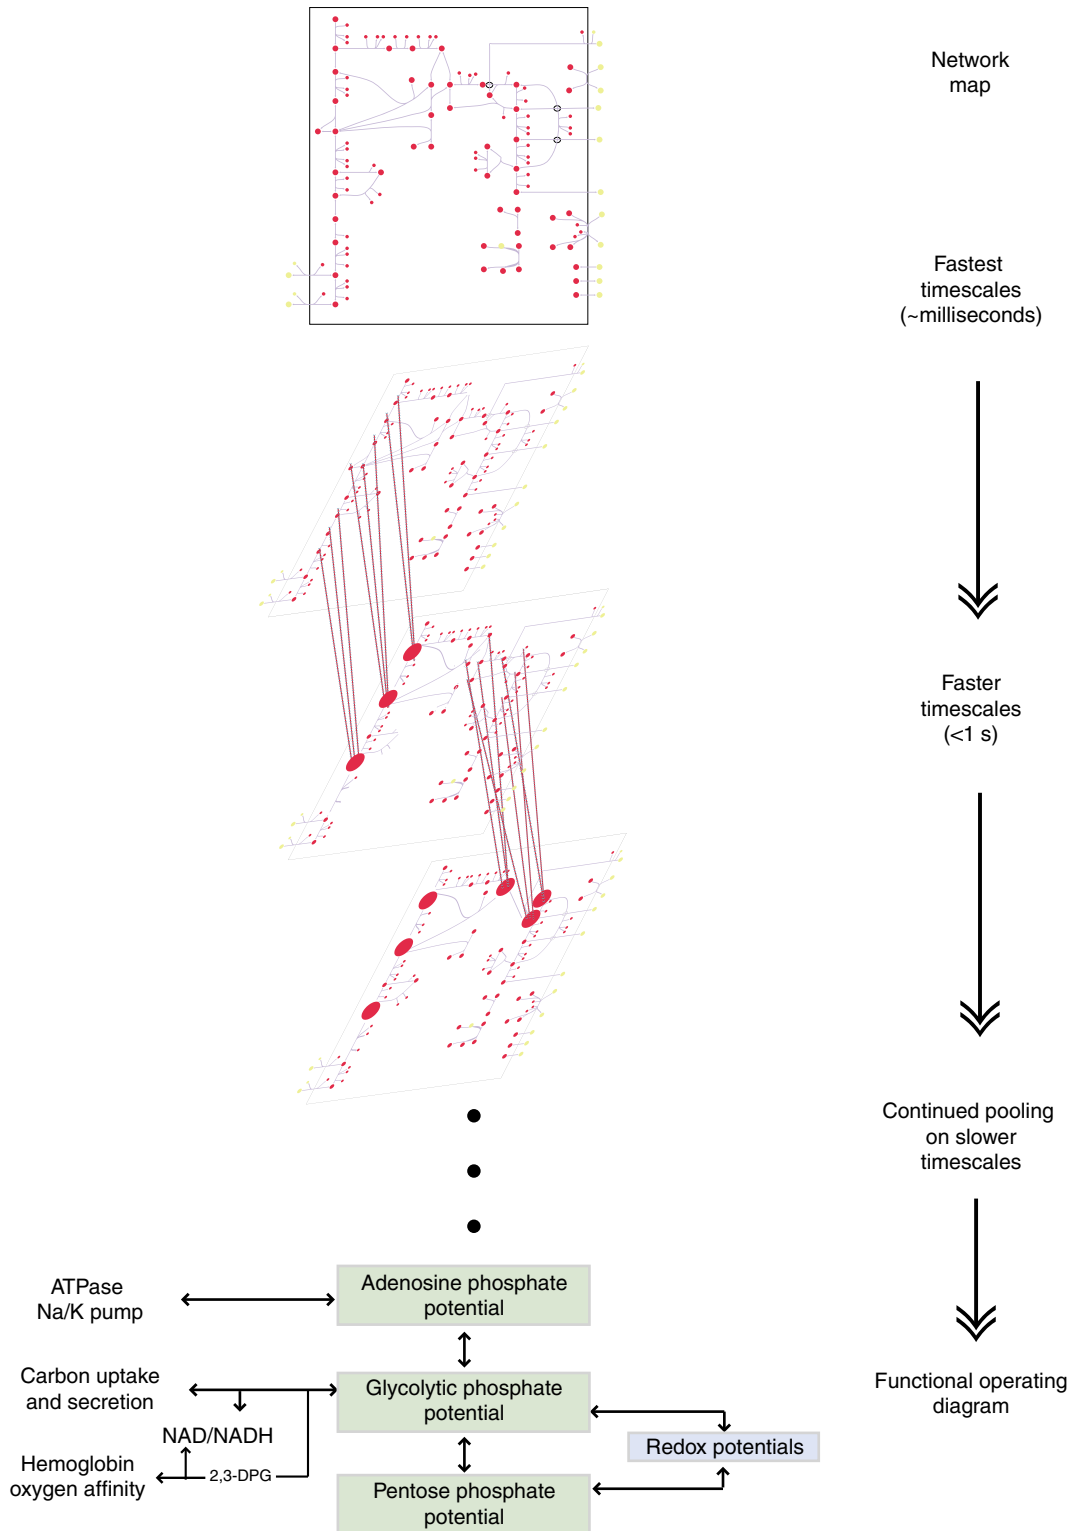 Network
map
Fastest
timescales
(~milliseconds)
Faster
timescales
(<1 s)
Continued pooling
on slower
timescales
ATPase
Na/K pump
Adenosine phosphate
potential
Carbon uptake
and secretion
Glycolytic phosphate
potential
Functional operating
diagram
NAD/NADH
Redox potentials
Hemoglobin
oxygen affinity
2,3-DPG
Pentose phosphate
potential